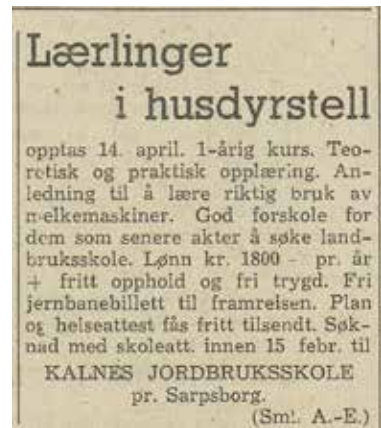 Lærlinger
i husdyrstell
opptas 14. april. 1-årig kurs. Teo-
retisk og praktisk opplæring. An-
ledning til å lære riktig bruk av
melkemaskiner. God forskole for
dem som senere akter å søke land-
bruksskole. Lønn kr. 1800 - pr. år
+ fritt opphold og fri trygd. Fri
jernbanebillett til framreisen. Plan
og helseattest fås fritt tilsendt. Søk-
nad med skoleatt. innen 15 febr. til
KALNES JORDBRUKSSKOLE
pr. Sarpsborg.
(Sml. A.-E.)